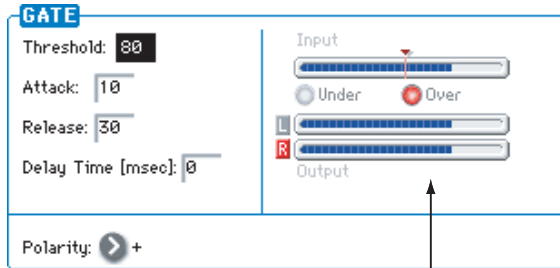 GATE
Threshold: 80
Attack: 10
Release: 30
Delay Time [msec]: 0
Polarity: +
Input
Under Over
L
R
Output